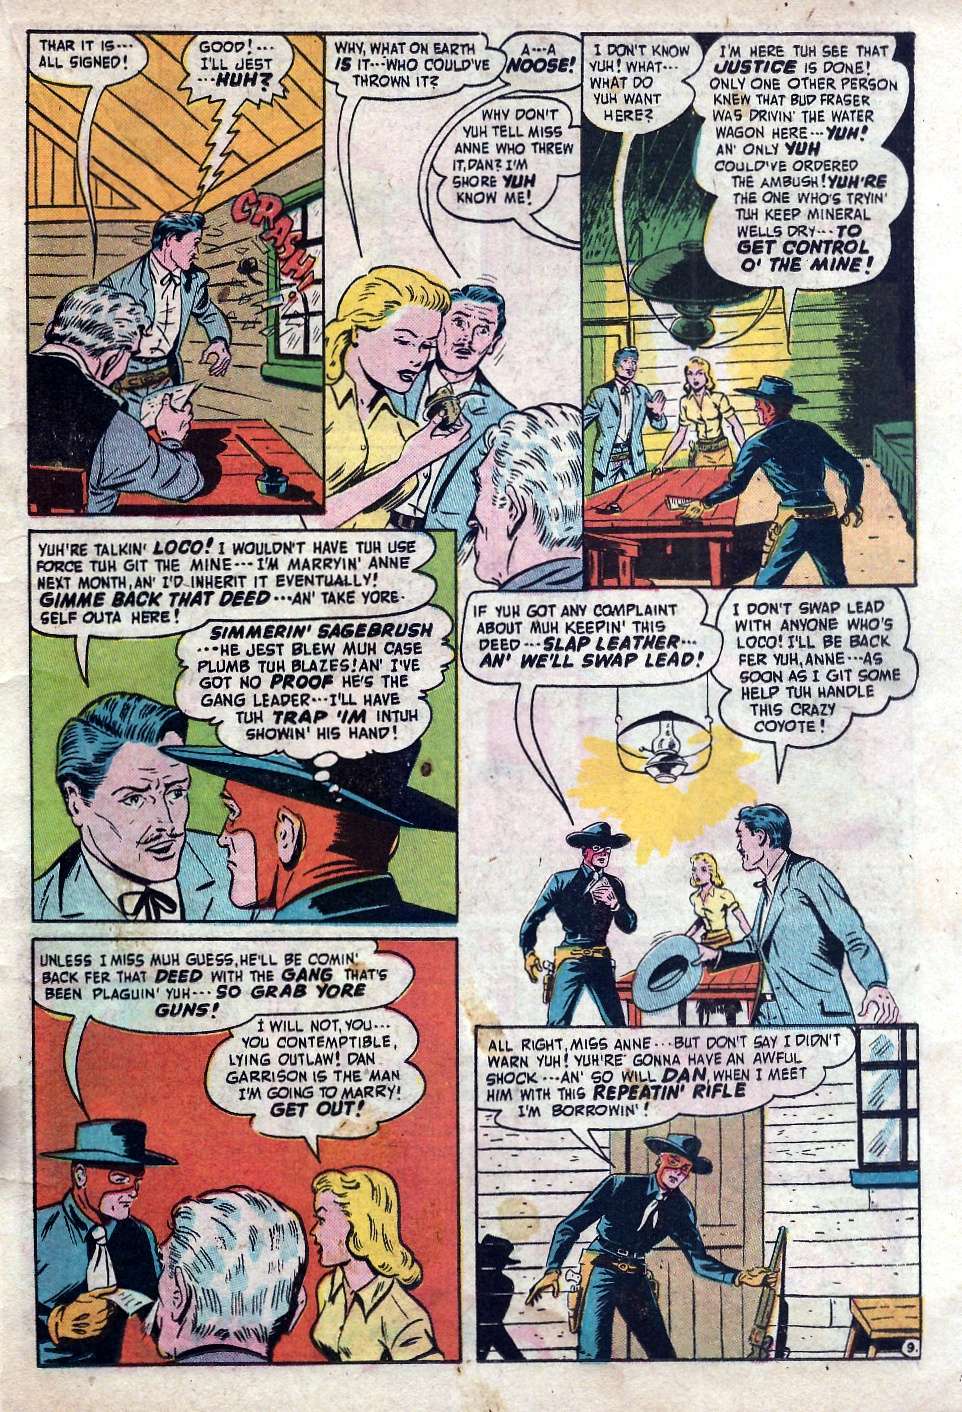 THAR IT IS---
ALL SIGNED!
GOOD!---
I'LL JEST
---HUH?
CRASH!
WHY, WHAT ON EARTH
IS IT---WHO COULD'VE
THROWN IT?
A---A
NOOSE!
WHY DON'T
YUH TELL MISS
ANNE WHO THREW
IT, DAN? I'M
SHORE YUH
KNOW ME!
I DON'T KNOW
YUH! WHAT---
WHAT DO
YUH WANT
HERE?
I'M HERE TUH SEE THAT
JUSTICE IS DONE!
ONLY ONE OTHER PERSON
KNEW THAT BUD FRASER
WAS DRIVIN' THE WATER
WAGON HERE---YUH!
AN' ONLY YUH
COULD'VE ORDERED
THE AMBUSH! YUH'RE
THE ONE WHO'S TRYIN'
TUH KEEP MINERAL
WELLS DRY---TO
GET CONTROL
O' THE MINE!
YUH'RE TALKIN' LOCO! I WOULDN'T HAVE TUH USE
FORCE TUH GIT THE MINE---I'M MARRYIN' ANNE
NEXT MONTH, AN' I'D INHERIT IT EVENTUALLY!
GIMME BACK THAT DEED---AN' TAKE YORE-
SELF OUTA HERE!
SIMMERIN' SAGEBRUSH
---HE JEST BLEW MUH CASE
PLUMB TUH BLAZES! AN' I'VE
GOT NO PROOF HE'S THE
GANG LEADER---I'LL HAVE
TUH TRAP 'IM INTUH
SHOWIN' HIS HAND!
IF YUH GOT ANY COMPLAINT
ABOUT MUH KEEPIN' THIS
DEED---SLAP LEATHER---
AN' WE'LL SWAP LEAD!
I DON'T SWAP LEAD
WITH ANYONE WHO'S
LOCO! I'LL BE BACK
FER YUH, ANNE---AS
SOON AS I GIT SOME
HELP TUH HANDLE
THIS CRAZY
COYOTE!
UNLESS I MISS MUH GUESS, HE'LL BE COMIN'
BACK FER THAT DEED WITH THE GANG THAT'S
BEEN PLAGUIN' YUH---SO GRAB YORE
GUNS!
I WILL NOT, YOU---
YOU CONTEMPTIBLE,
LYING OUTLAW! DAN
GARRISON IS THE MAN
I'M GOING TO MARRY!
GET OUT!
ALL RIGHT, MISS ANNE---BUT DON'T SAY I DIDN'T
WARN YUH! YUH'RE GONNA HAVE AN AWFUL
SHOCK---AN' SO WILL DAN, WHEN I MEET
HIM WITH THIS REPEATIN' RIFLE
I'M BORROWIN'!
9.